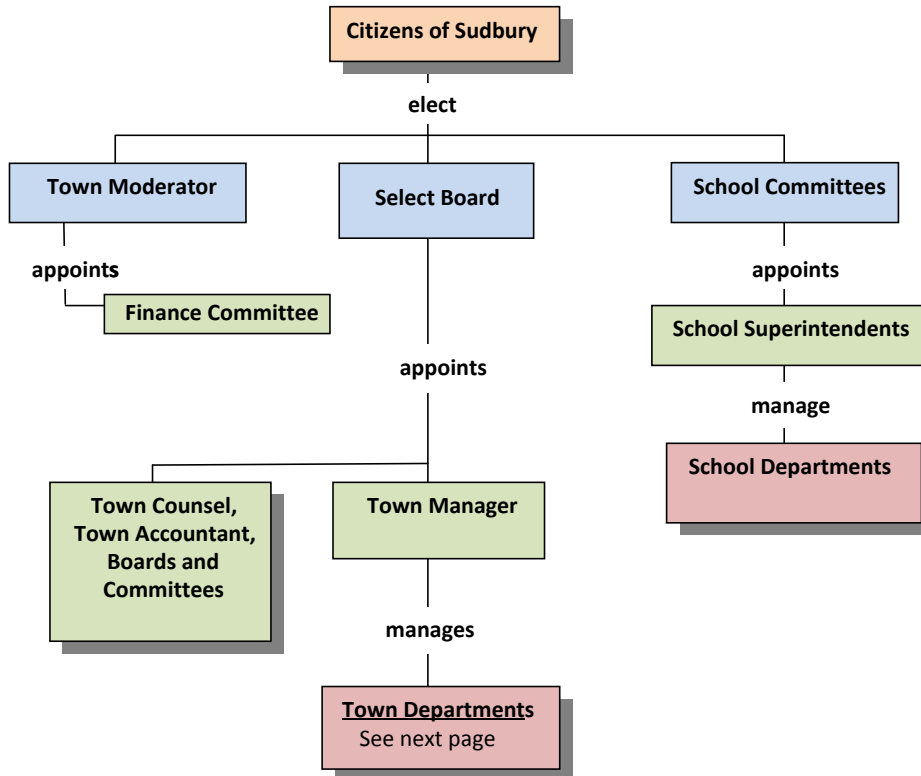 Citizens of Sudbury
elect
Town Moderator
Select Board
School Committees
appoints
Finance Committee
appoints
School Superintendents
appoints
manage
School Departments
Town Counsel,
Town Accountant,
Boards and
Committees
Town Manager
manages
Town Departments
See next page